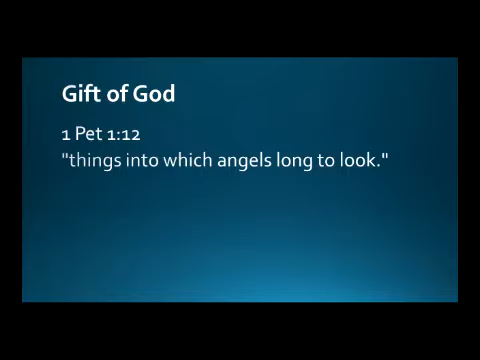 Gift of God
1 Pet 1:12
"things into which angels long to look."